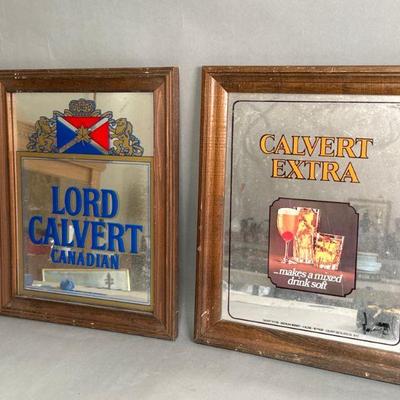 LORD
CALVERT
CANADIAN
CALVERT
EXTRA
...makes a mixed
drink soft